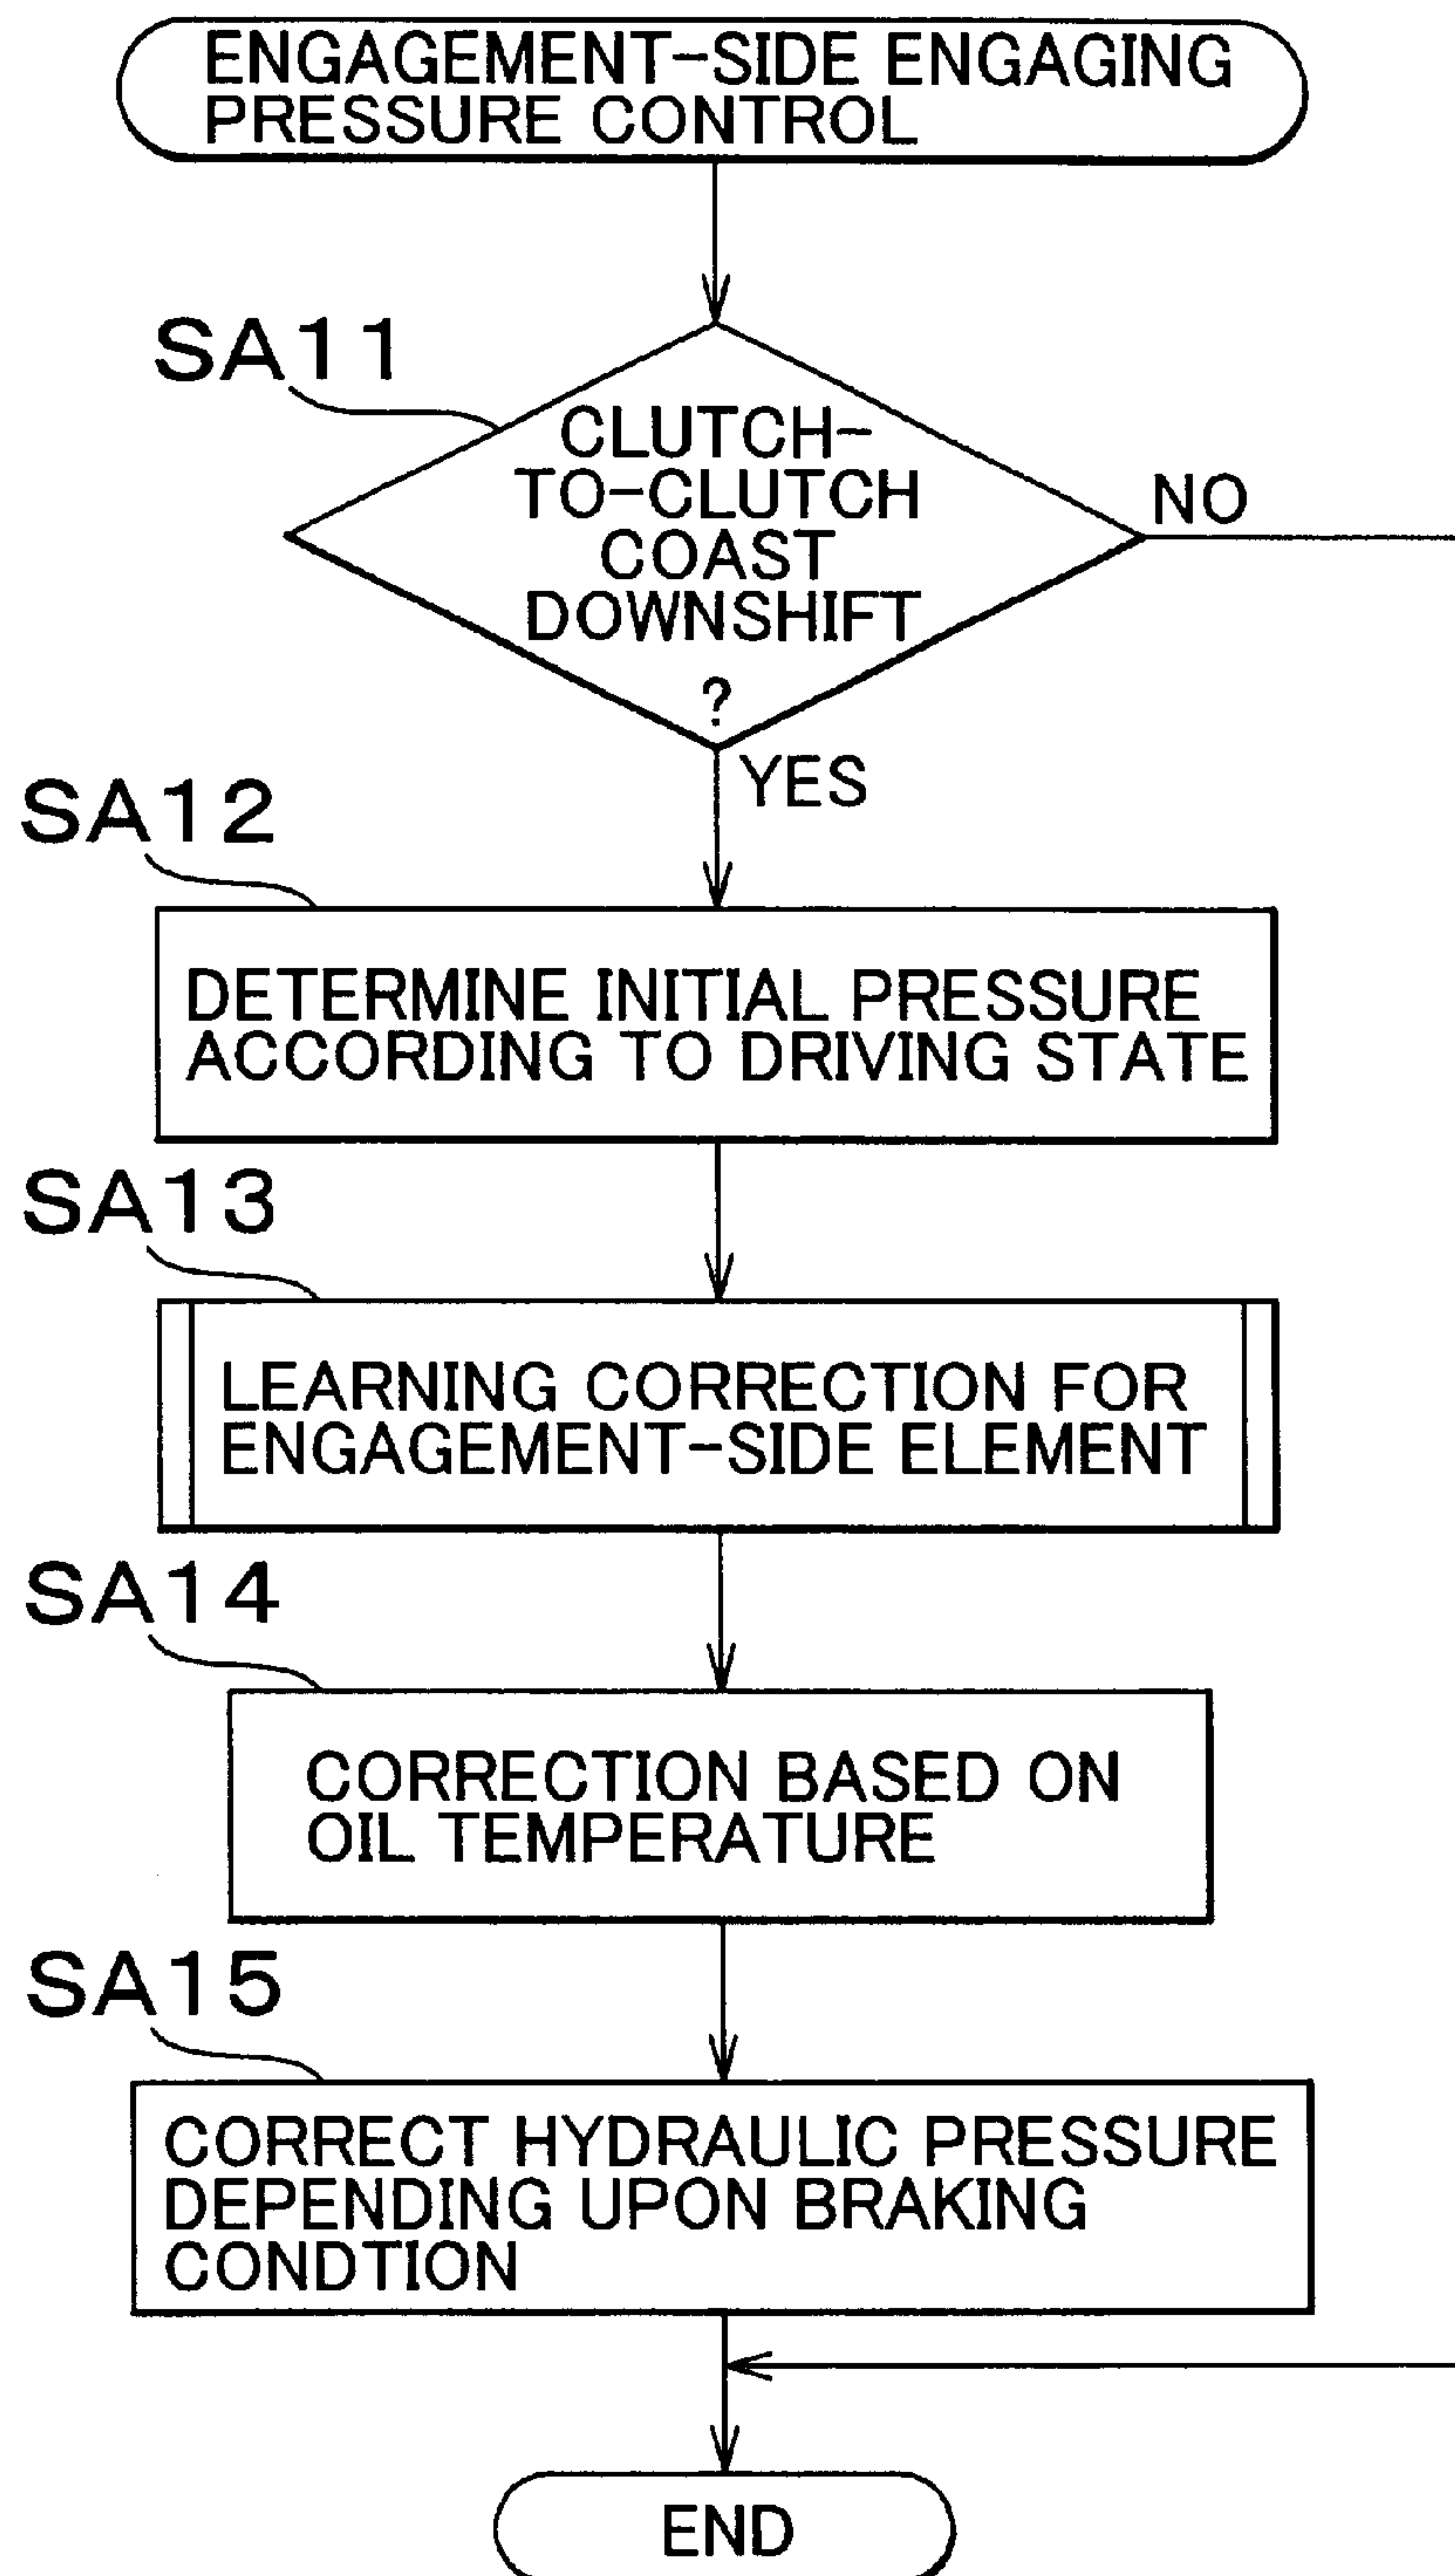 ENGAGEMENT-SIDE ENGAGING
PRESSURE CONTROL
SA11
CLUTCH-
TO-CLUTCH
COAST
DOWNSHIFT
?
NO
YES
SA12
DETERMINE INITIAL PRESSURE
ACCORDING TO DRIVING STATE
SA13
LEARNING CORRECTION FOR
ENGAGEMENT-SIDE ELEMENT
SA14
CORRECTION BASED ON
OIL TEMPERATURE
SA15
CORRECT HYDRAULIC PRESSURE
DEPENDING UPON BRAKING
CONDTION
END